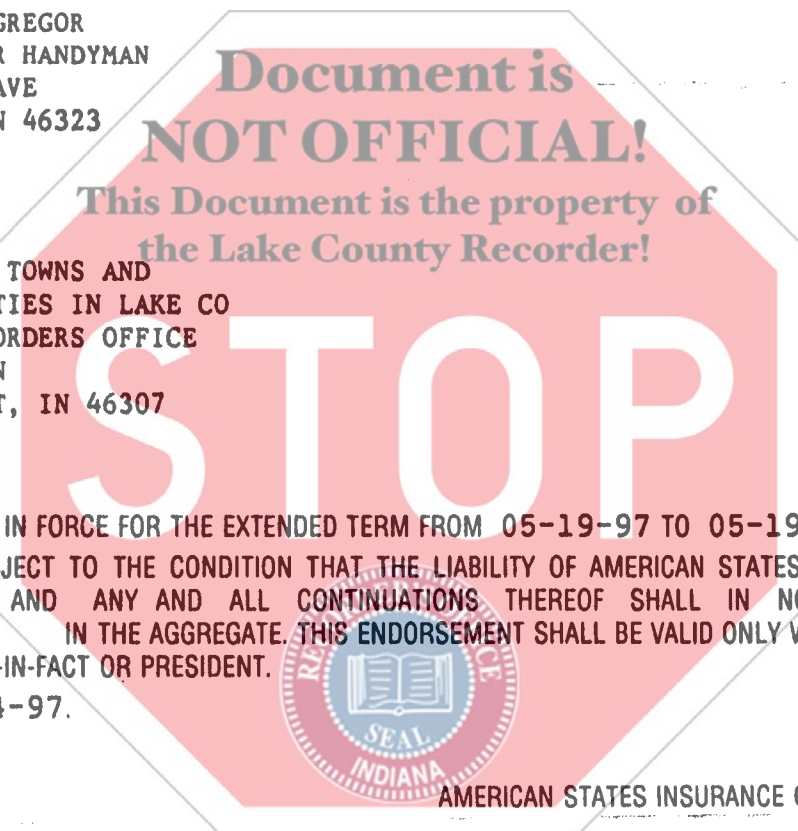 GREGOR
R HANDYMAN
AVE
N 46323
Document is
NOT OFFICIAL!
This Document is the property of
the Lake County Recorder!
TOWNS AND
TIES IN LAKE CO
ORDERS OFFICE
N
T, IN 46307
STOP
IN FORCE FOR THE EXTENDED TERM FROM 05-19-97 TO 05-19
JECT TO THE CONDITION THAT THE LIABILITY OF AMERICAN STATES
AND ANY AND ALL CONTINUATIONS THEREOF SHALL IN NO
IN THE AGGREGATE. THIS ENDORSEMENT SHALL BE VALID ONLY W
-IN-FACT OR PRESIDENT.
4-97.
SEAL
INDIANA
AMERICAN STATES INSURANCE C